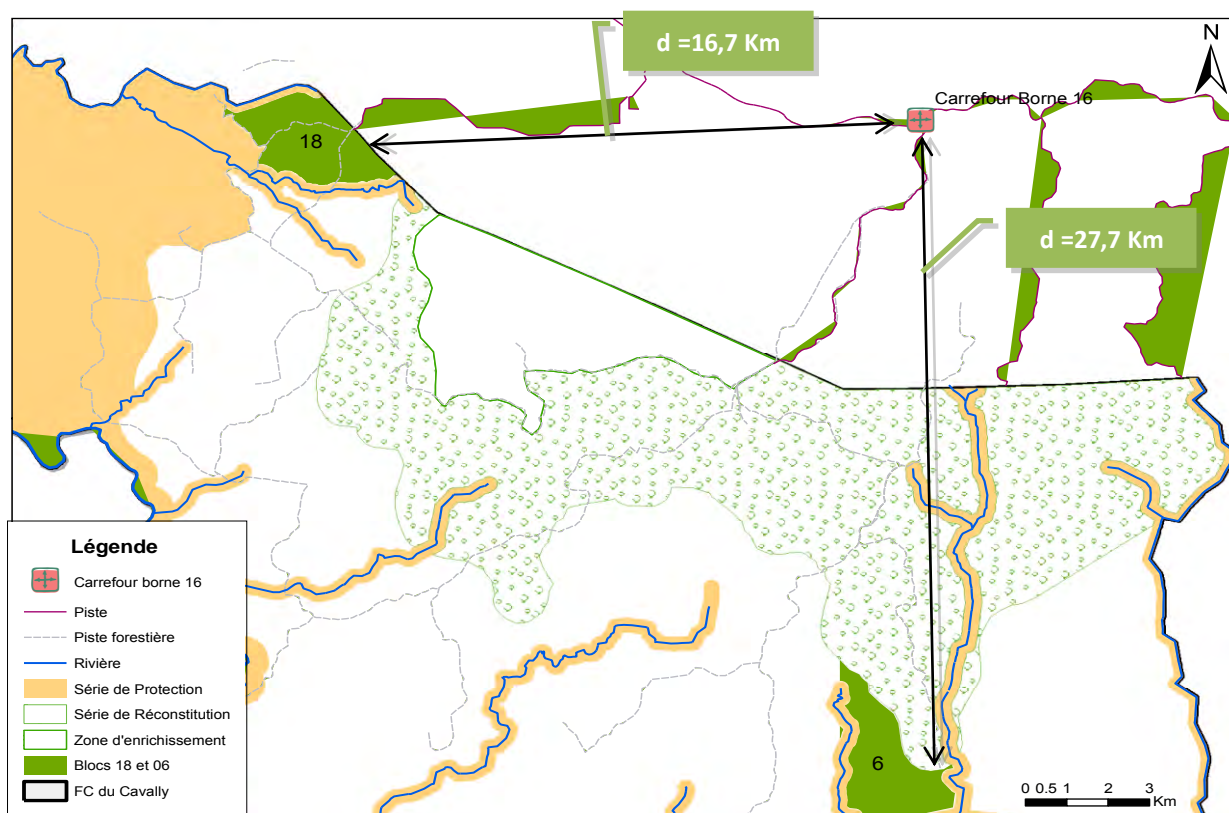 d =16,7 Km
N
Carrefour Borne 16
18
d =27,7 Km
Légende
Carrefour borne 16
Piste
Piste forestière
Rivière
Série de Protection
Série de Réconstitution
Zone d'enrichissement
Blocs 18 et 06
FC du Cavally
6
0 0.5 1 2 3
Km